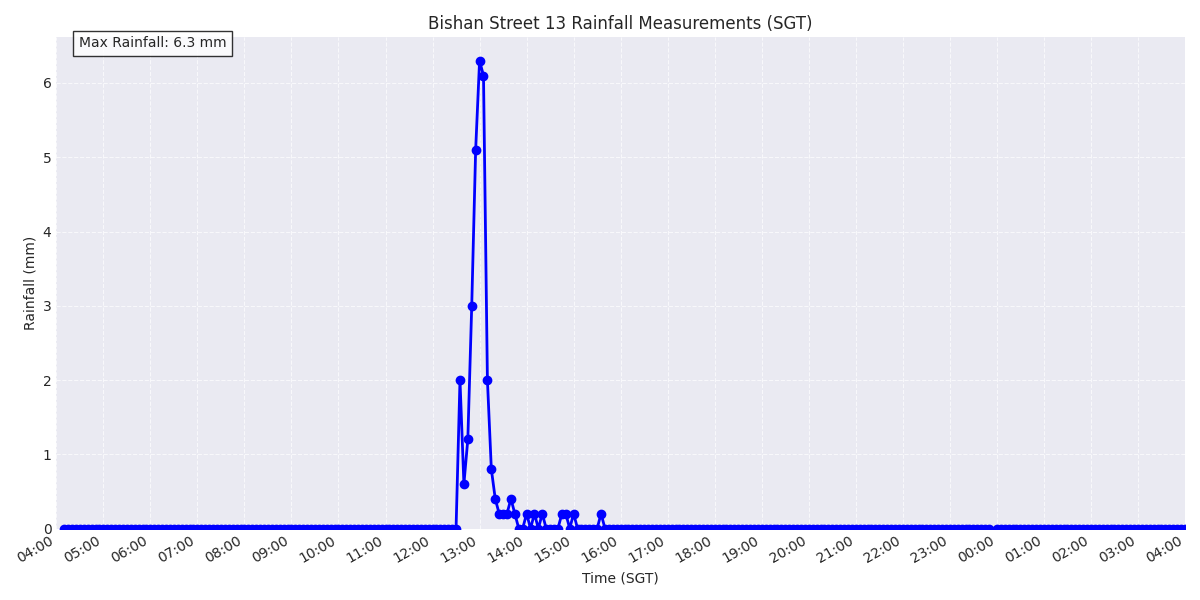 Bishan Street 13 Rainfall Measurements (SGT)
Max Rainfall: 6.3 mm
Rainfall (mm)
6
5
4
3
2
1
0
04:00 05:00 06:00 07:00 08:00 09:00 10:00 11:00 12:00 13:00 14:00 15:00 16:00 17:00 18:00 19:00 20:00 21:00 22:00 23:00 00:00 01:00 02:00 03:00 04:00
Time (SGT)